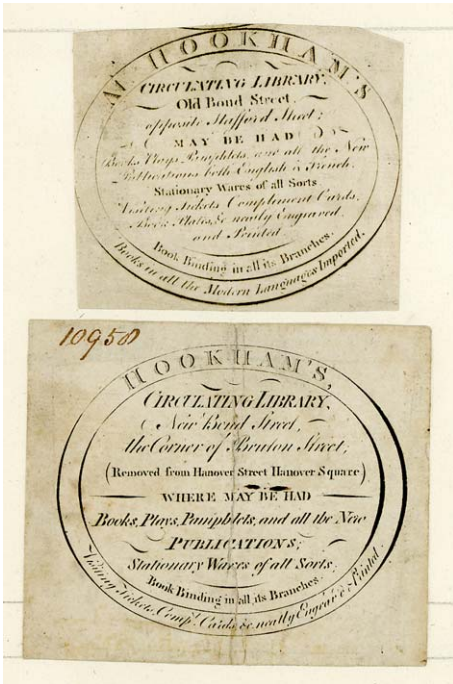 At HOOKHAM'S
CIRCULATING LIBRARY,
Old Bond Street,
opposite Stafford Street;
MAY BE HAD
Books, Plays, Pamphlets, and all the New
Publications both English & French.
Stationary Wares of all Sorts
Visiting Tickets, Compliment Cards,
Book Plates, &c neatly Engraved
and Printed.
Book Binding in all its Branches.
Books in all the Modern Languages Imported.
10958
HOOKHAM'S,
CIRCULATING LIBRARY,
New Bond Street,
the Corner of Bruton Street;
(Removed from Hanover Street Hanover Square)
WHERE MAY BE HAD
Books, Plays, Pamphlets, and all the New
PUBLICATIONS;
Stationary Wares of all Sorts,
Book Binding in all its Branches.
Visiting Tickets, Compt. Cards, &c. neatly Engrav'd & Printed.